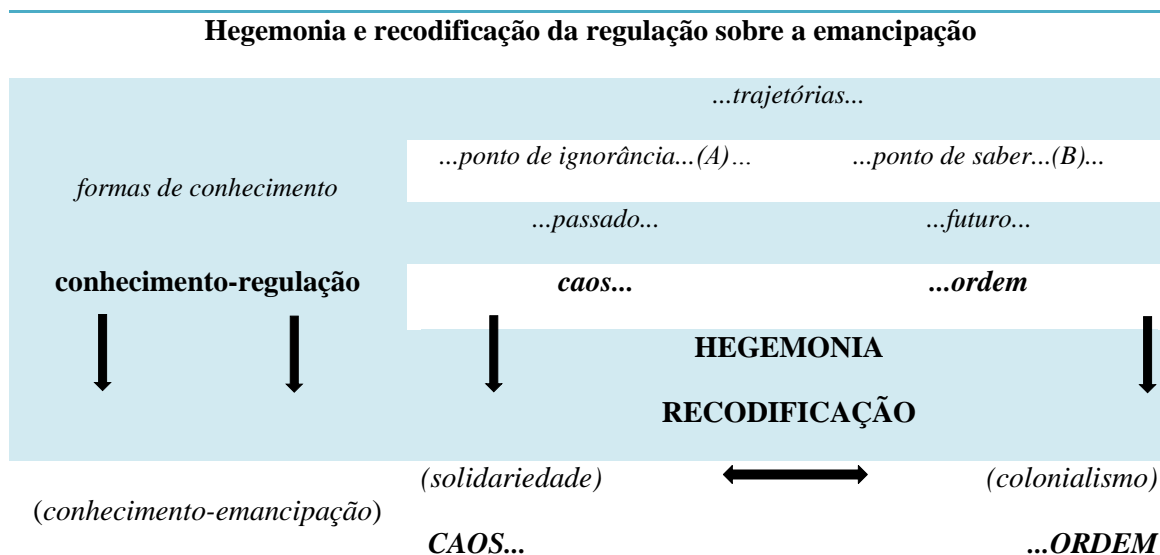 Hegemonia e recodificação da regulação sobre a emancipação
...trajetórias...
...ponto de ignorância...(A)... ...ponto de saber...(B)...
formas de conhecimento
...passado... ...futuro...
conhecimento-regulação caos... ...ordem
HEGEMONIA
RECODIFICAÇÃO
(solidariedade) (colonialismo)
(conhecimento-emancipação)
CAOS... ...ORDEM